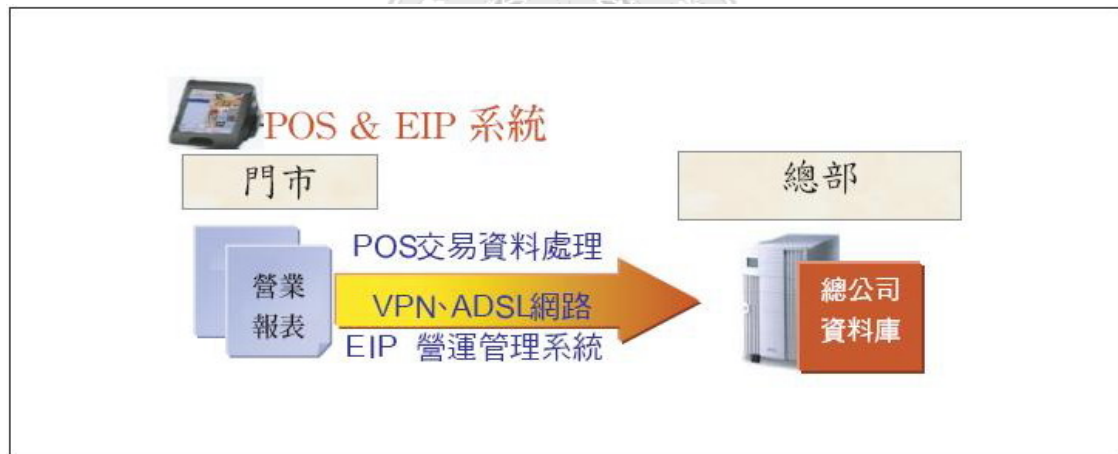 POS & EIP 系統
門市
總部
營業
報表
POS交易資料處理
VPN、ADSL網路
EIP 營運管理系統
總公司
資料庫